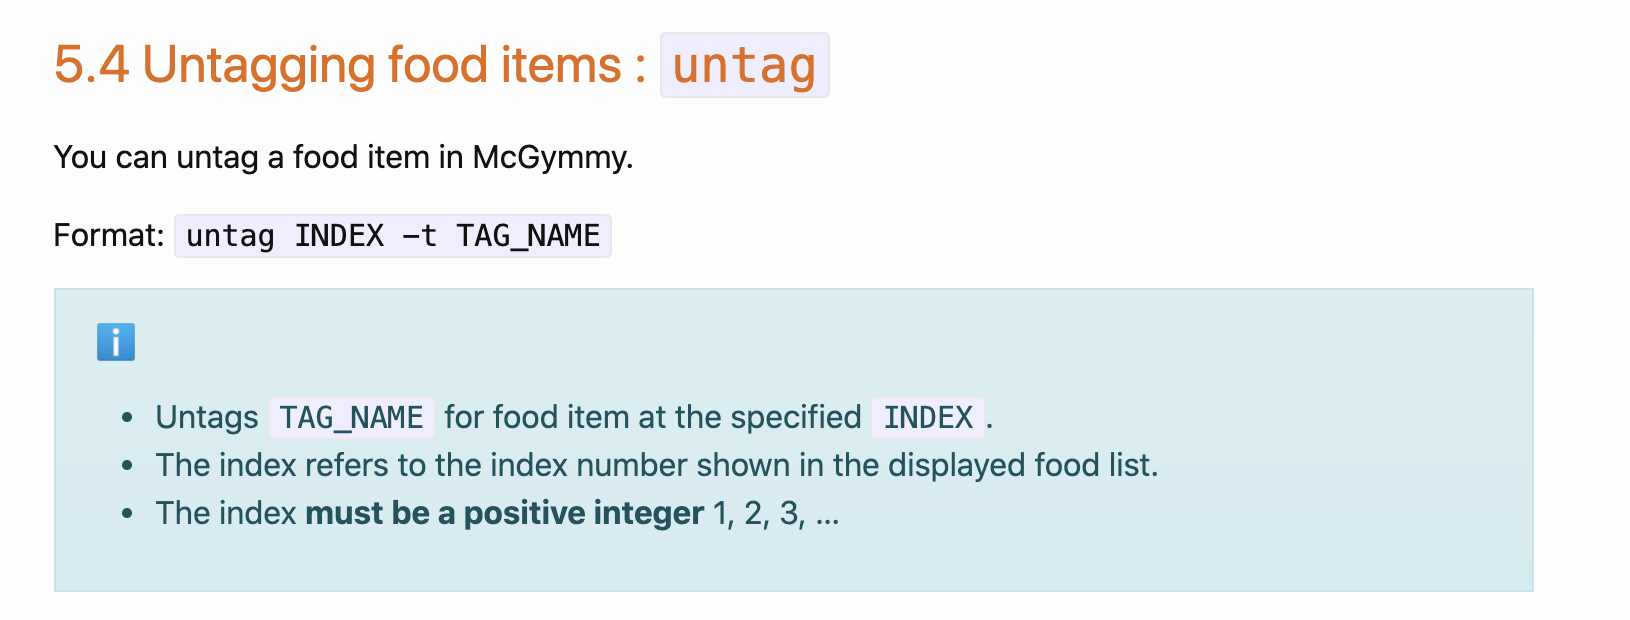 5.4 Untagging food items : untag
You can untag a food item in McGymmy.
Format: untag INDEX -t TAG_NAME
• Untags TAG_NAME for food item at the specified INDEX.
• The index refers to the index number shown in the displayed food list.
• The index must be a positive integer 1, 2, 3, ...